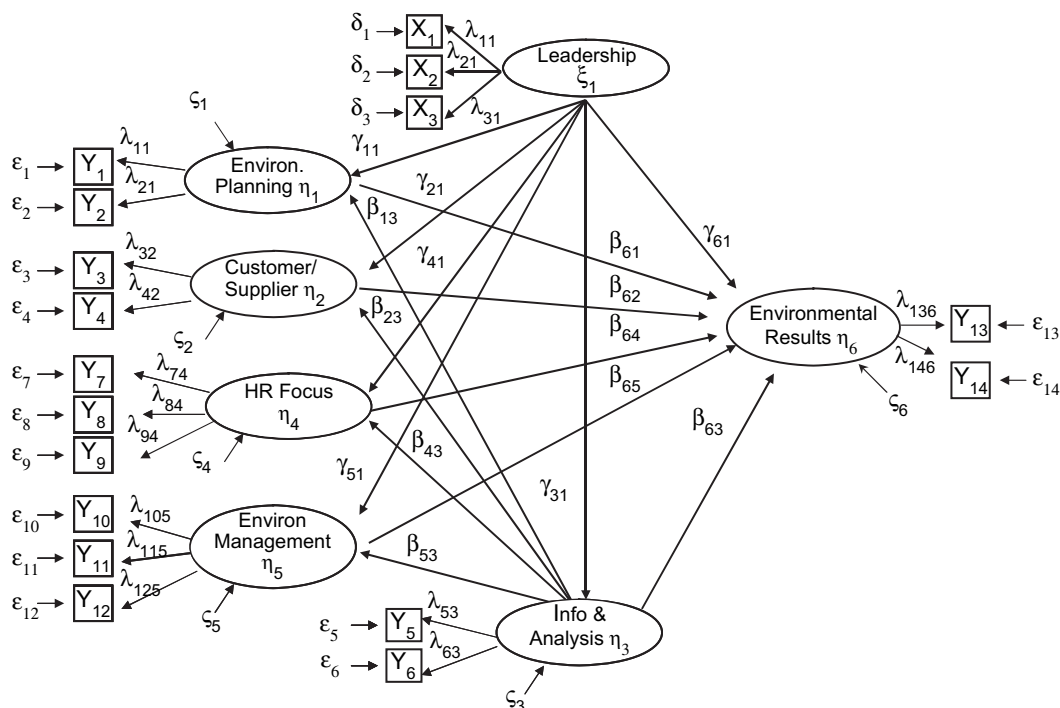 δ1
X1
λ11
Leadership
ξ1
δ2
X2
λ21
δ3
X3
λ31
ς1
γ11
ε1
Y1
λ11
Environ.
Planning η1
ε2
Y2
λ21
γ21
β13
β61
γ61
ε3
Y3
λ32
Customer/
Supplier η2
γ41
β62
ε4
Y4
λ42
β23
β64
Environmental
Results η6
λ136
Y13
ε13
λ146
Y14
ε14
ς2
ς6
ε7
Y7
λ74
HR Focus
η4
β65
ε8
Y8
λ84
ε9
Y9
λ94
ς4
β43
β63
γ51
γ31
ε10
Y10
λ105
Environ
Management
η5
ε11
Y11
λ115
β53
ε12
Y12
λ125
ς5
ε5
Y5
λ53
Info &
Analysis η3
ε6
Y6
λ63
ς3